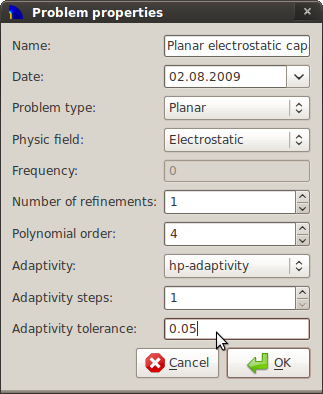 Problem properties
Name: Planar electrostatic cap
Date: 02.08.2009
Problem type: Planar
Physic field: Electrostatic
Frequency: 0
Number of refinements: 1
Polynomial order: 4
Adaptivity: hp-adaptivity
Adaptivity steps: 1
Adaptivity tolerance: 0.05
Cancel OK